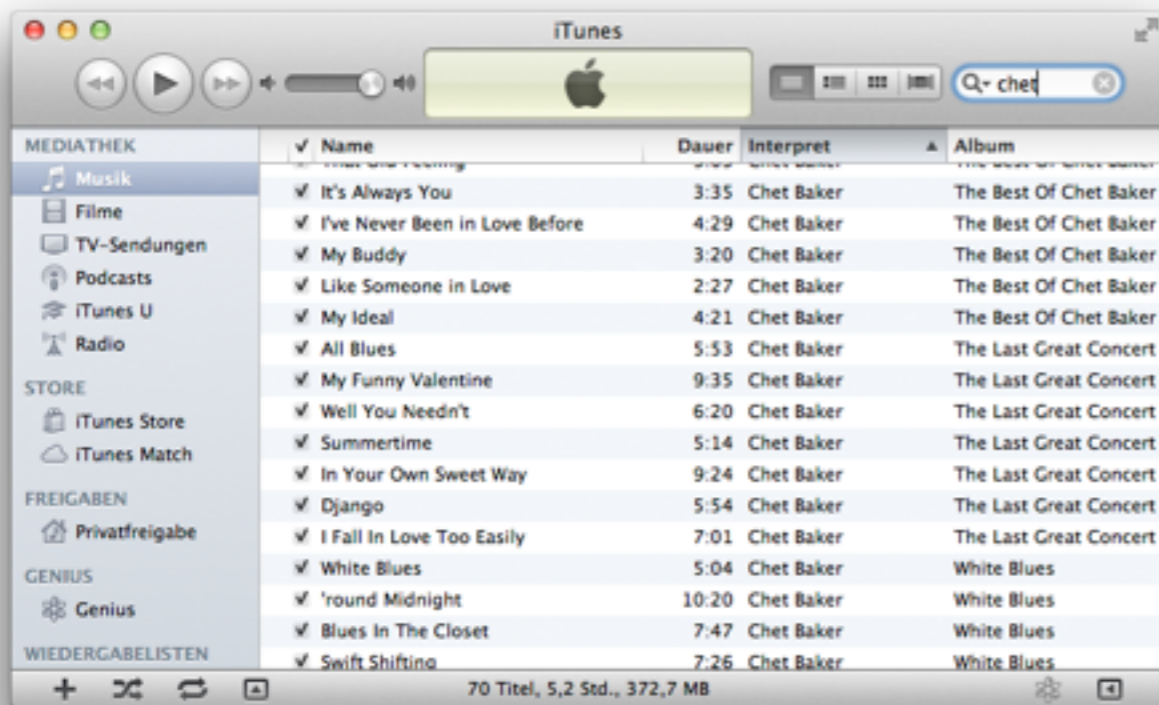 iTunes
chet
MEDIATHEK
Musik
Filme
TV-Sendungen
Podcasts
iTunes U
Radio
STORE
iTunes Store
iTunes Match
FREIGABEN
Privatfreigabe
GENIUS
Genius
WIEDERGABELISTEN
✓ Name Dauer Interpret ▲ Album
That Old Feeling Chet Baker The Best Of Chet Baker
✓ It's Always You 3:35 Chet Baker The Best Of Chet Baker
✓ I've Never Been in Love Before 4:29 Chet Baker The Best Of Chet Baker
✓ My Buddy 3:20 Chet Baker The Best Of Chet Baker
✓ Like Someone in Love 2:27 Chet Baker The Best Of Chet Baker
✓ My Ideal 4:21 Chet Baker The Best Of Chet Baker
✓ All Blues 5:53 Chet Baker The Last Great Concert
✓ My Funny Valentine 9:35 Chet Baker The Last Great Concert
✓ Well You Needn't 6:20 Chet Baker The Last Great Concert
✓ Summertime 5:14 Chet Baker The Last Great Concert
✓ In Your Own Sweet Way 9:24 Chet Baker The Last Great Concert
✓ Django 5:54 Chet Baker The Last Great Concert
✓ I Fall In Love Too Easily 7:01 Chet Baker The Last Great Concert
✓ White Blues 5:04 Chet Baker White Blues
✓ 'round Midnight 10:20 Chet Baker White Blues
✓ Blues In The Closet 7:47 Chet Baker White Blues
✓ Swift Shifting 7:26 Chet Baker White Blues
70 Titel, 5,2 Std., 372,7 MB